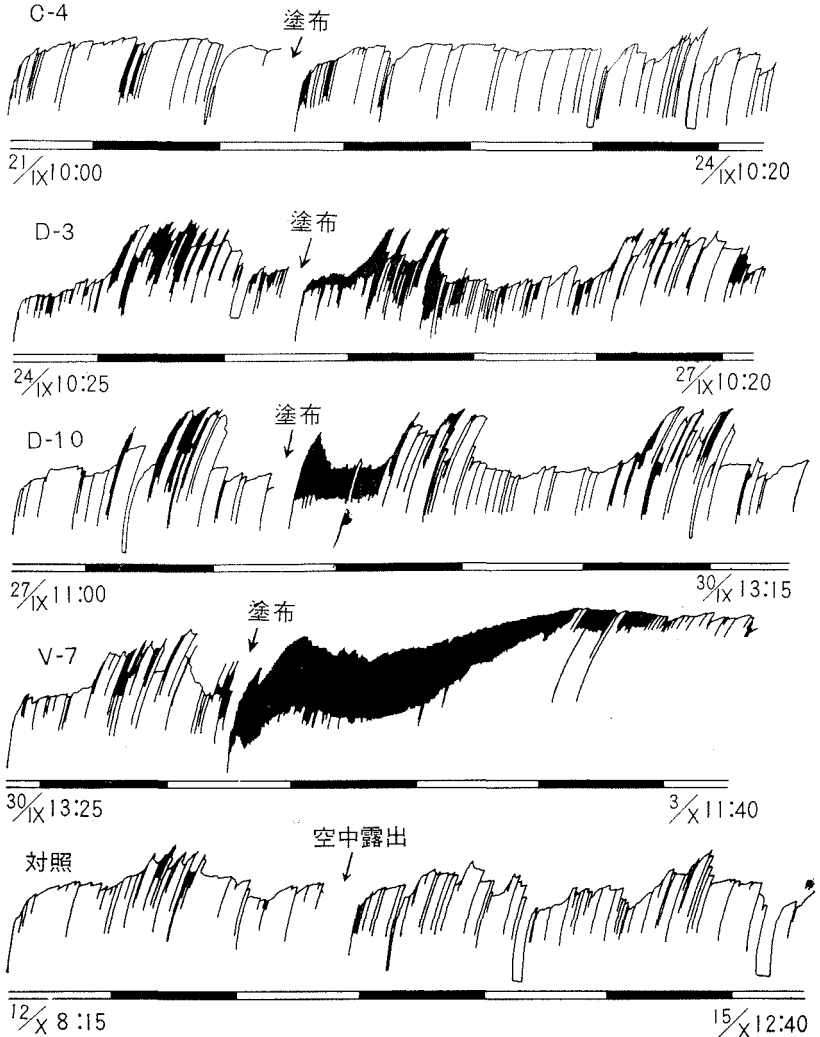 C-4
塗布
21/IX 10:00
24/IX 10:20
D-3
塗布
24/IX 10:25
27/IX 10:20
D-10
塗布
27/IX 11:00
30/IX 13:15
V-7
塗布
30/IX 13:25
3/X 11:40
対照
空中露出
12/X 8:15
15/X 12:40